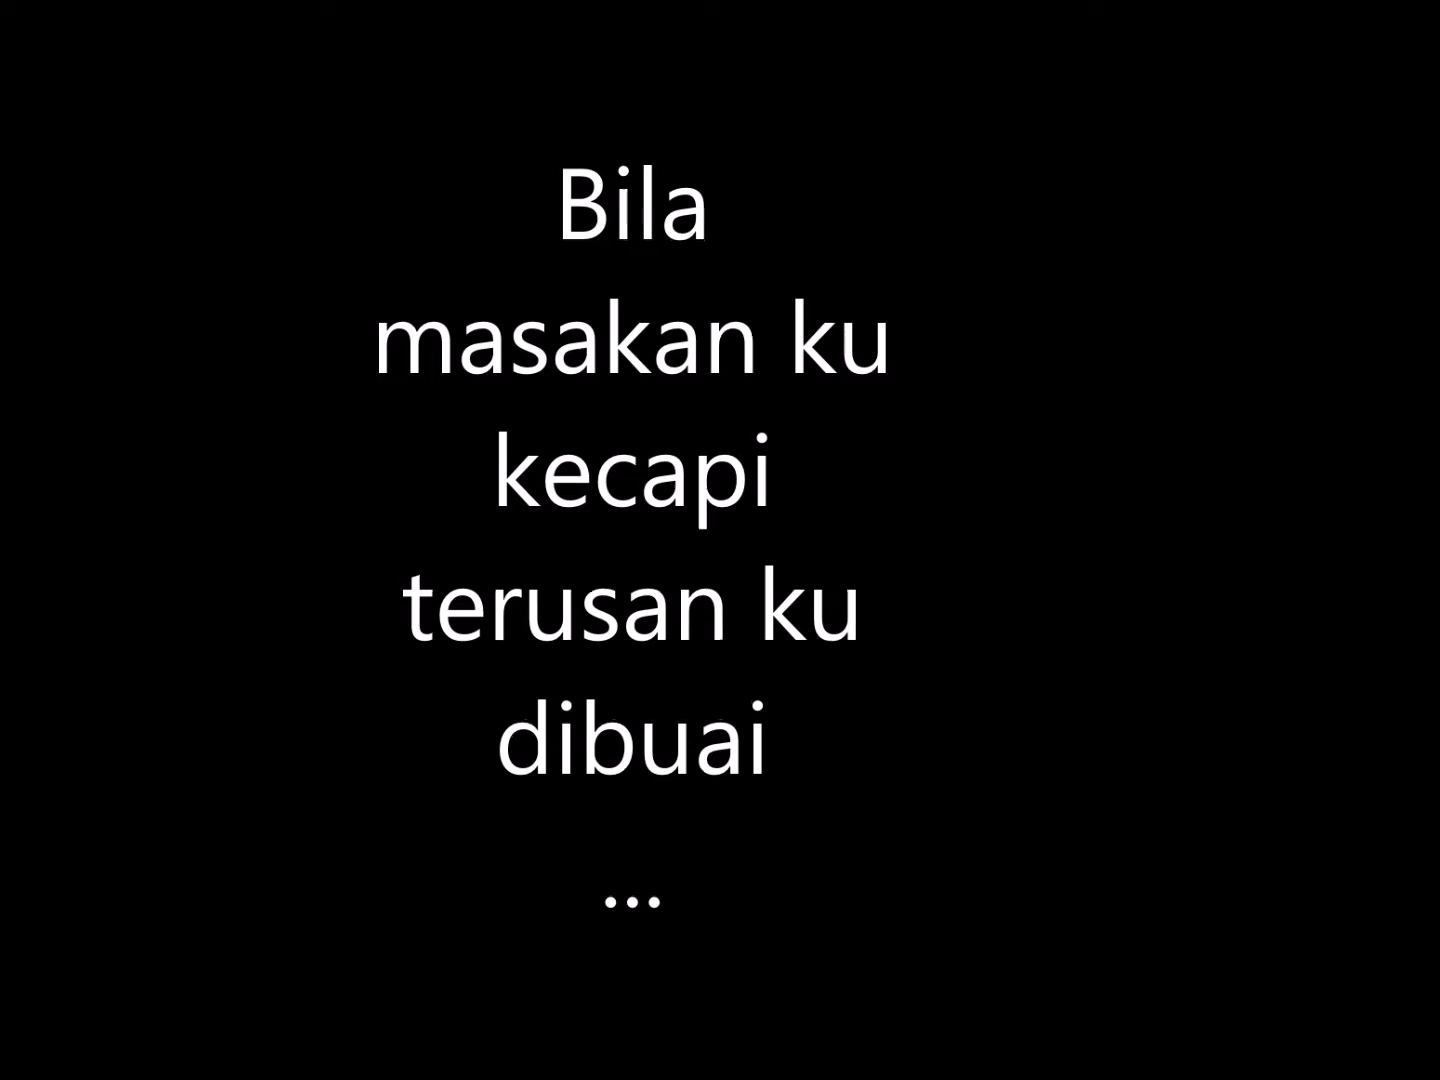 Bila
masakan ku
kecapi
terusan ku
dibuai
...